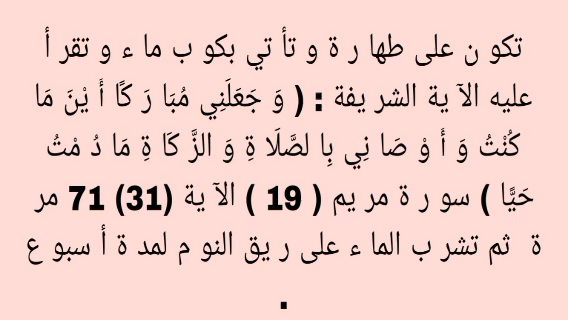 تكو ن على طها ر ة و تأ تي بكو ب ما ء و تقر أ
عليه الآ ية الشر يفة : ( وَ جَعَلَنِي مُبَا رَ كًا أَ يْنَ مَا
كُنْتُ وَ أَ وْ صَا نِي بِا لصَّلَا ةِ وَ الزَّ كَا ةِ مَا دُ مْتُ
حَيًّا ) سو ر ة مر يم ( 19 ) الآ ية (31) 71 مر
ة ثم تشر ب الما ء على ر يق النو م لمد ة أ سبو ع
.